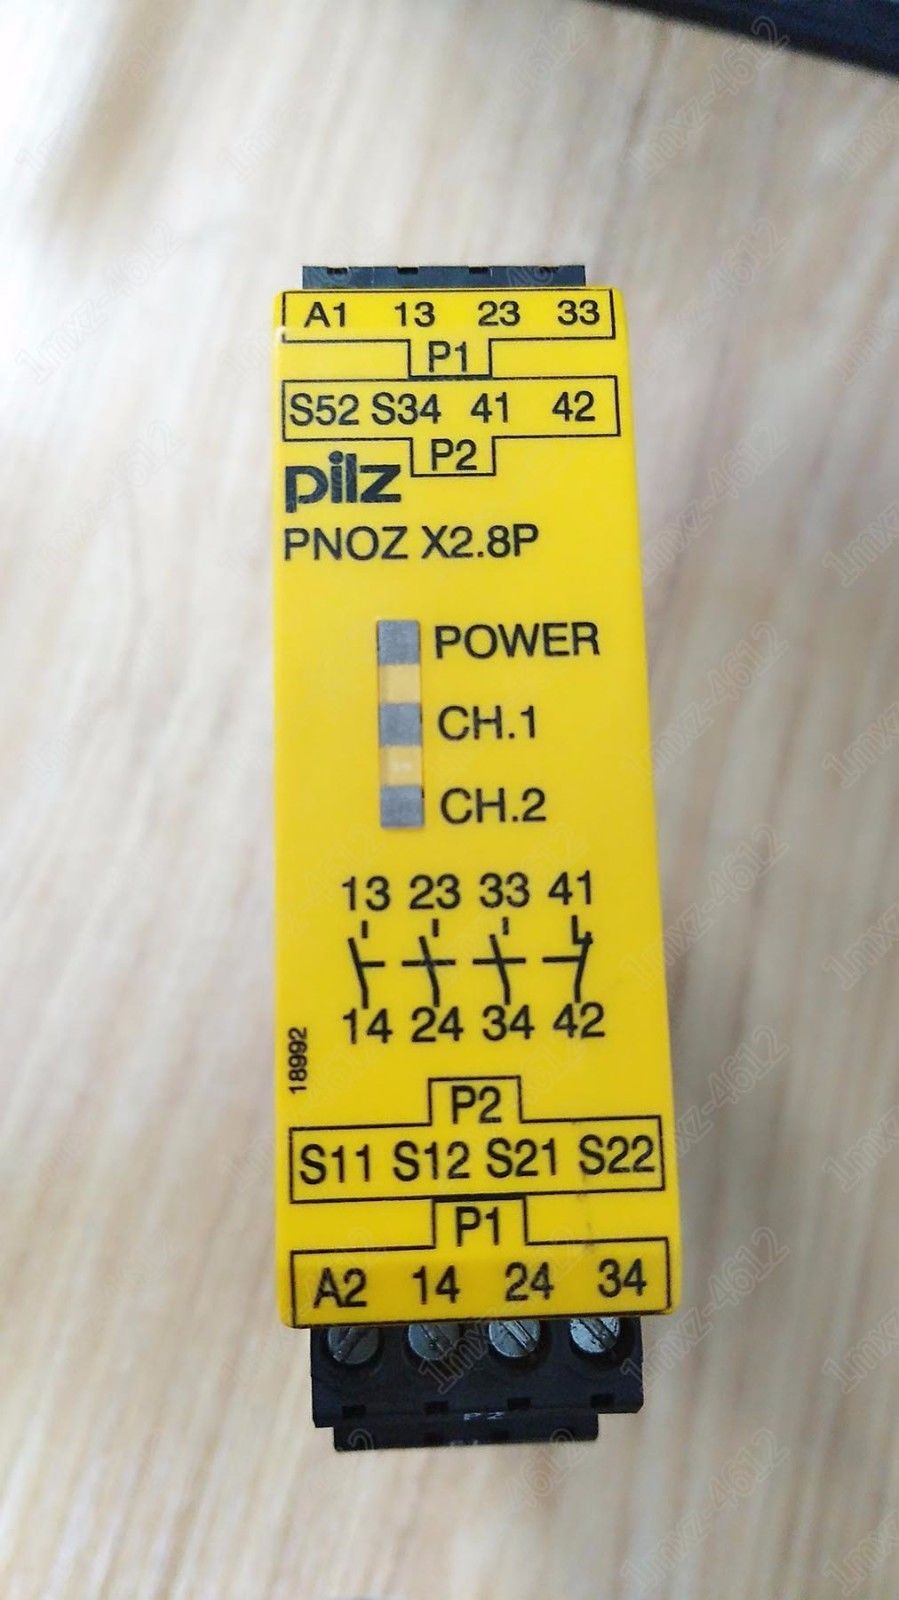 A1 13 23 33
P1
S52 S34 41 42
P2
pilz
PNOZ X2.8P
POWER
CH.1
CH.2
13 23 33 41
14 24 34 42
18992
P2
S11 S12 S21 S22
P1
A2 14 24 34
1mxz-4612